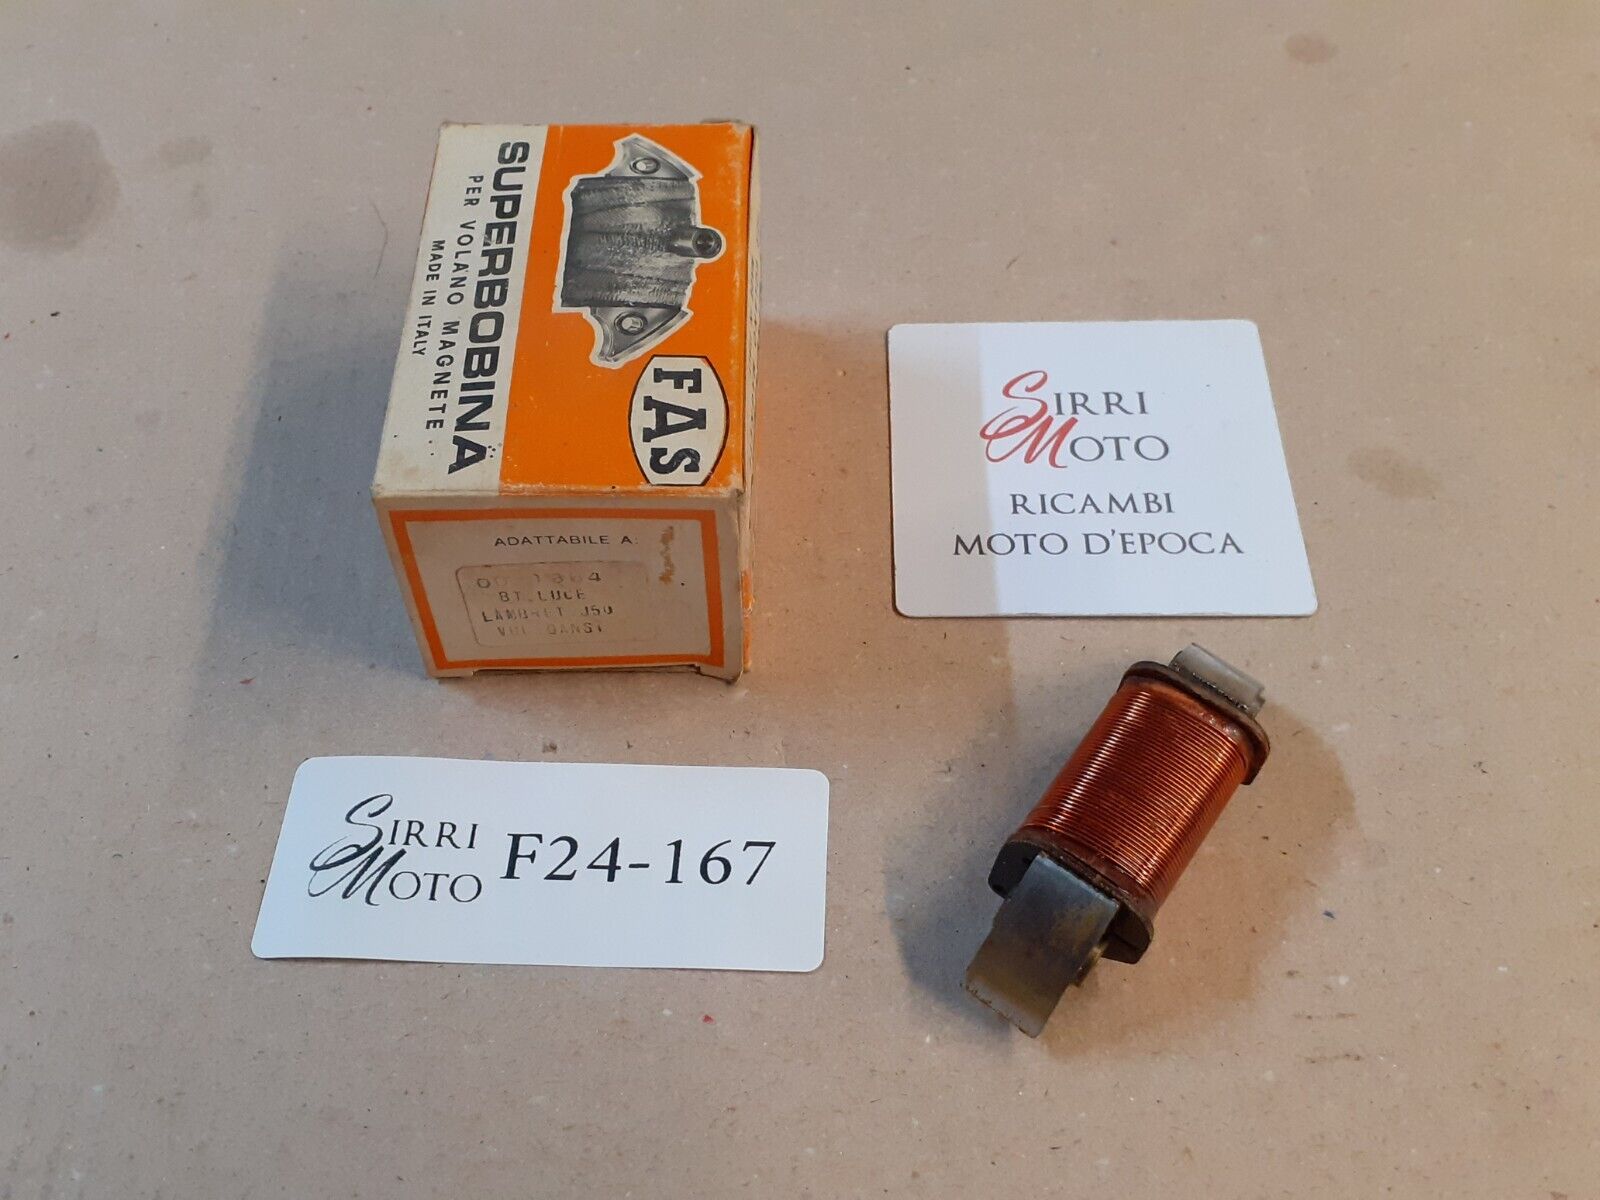 SUPERBOBINA
PER VOLANO MAGNETE
MADE IN ITALY
FAS
ADATTABILE A:
BT.LUCE
J50
SIRRI
MOTO
RICAMBI
MOTO D'EPOCA
SIRRI
MOTO
F24-167